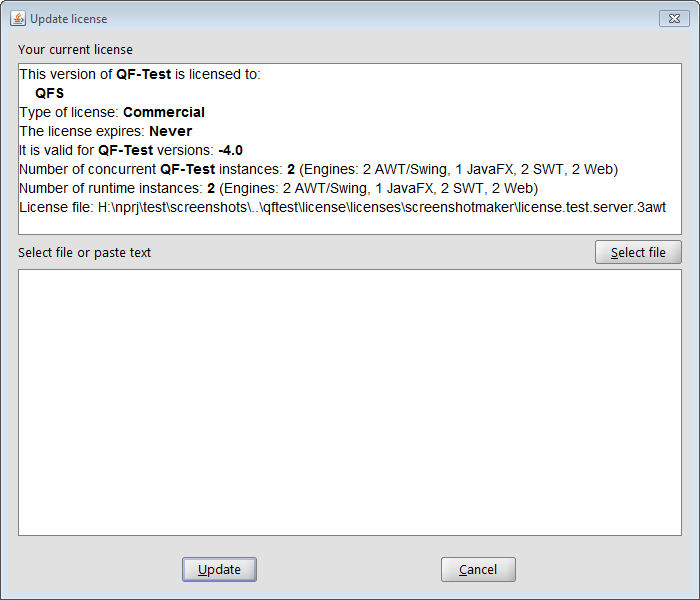 Update license
Your current license
This version of QF-Test is licensed to:
QFS
Type of license: Commercial
The license expires: Never
It is valid for QF-Test versions: -4.0
Number of concurrent QF-Test instances: 2 (Engines: 2 AWT/Swing, 1 JavaFX, 2 SWT, 2 Web)
Number of runtime instances: 2 (Engines: 2 AWT/Swing, 1 JavaFX, 2 SWT, 2 Web)
License file: H:\nprj\test\screenshots\..\qftest\license\licenses\screenshotmaker\license.test.server.3awt
Select file or paste text
Select file
Update
Cancel